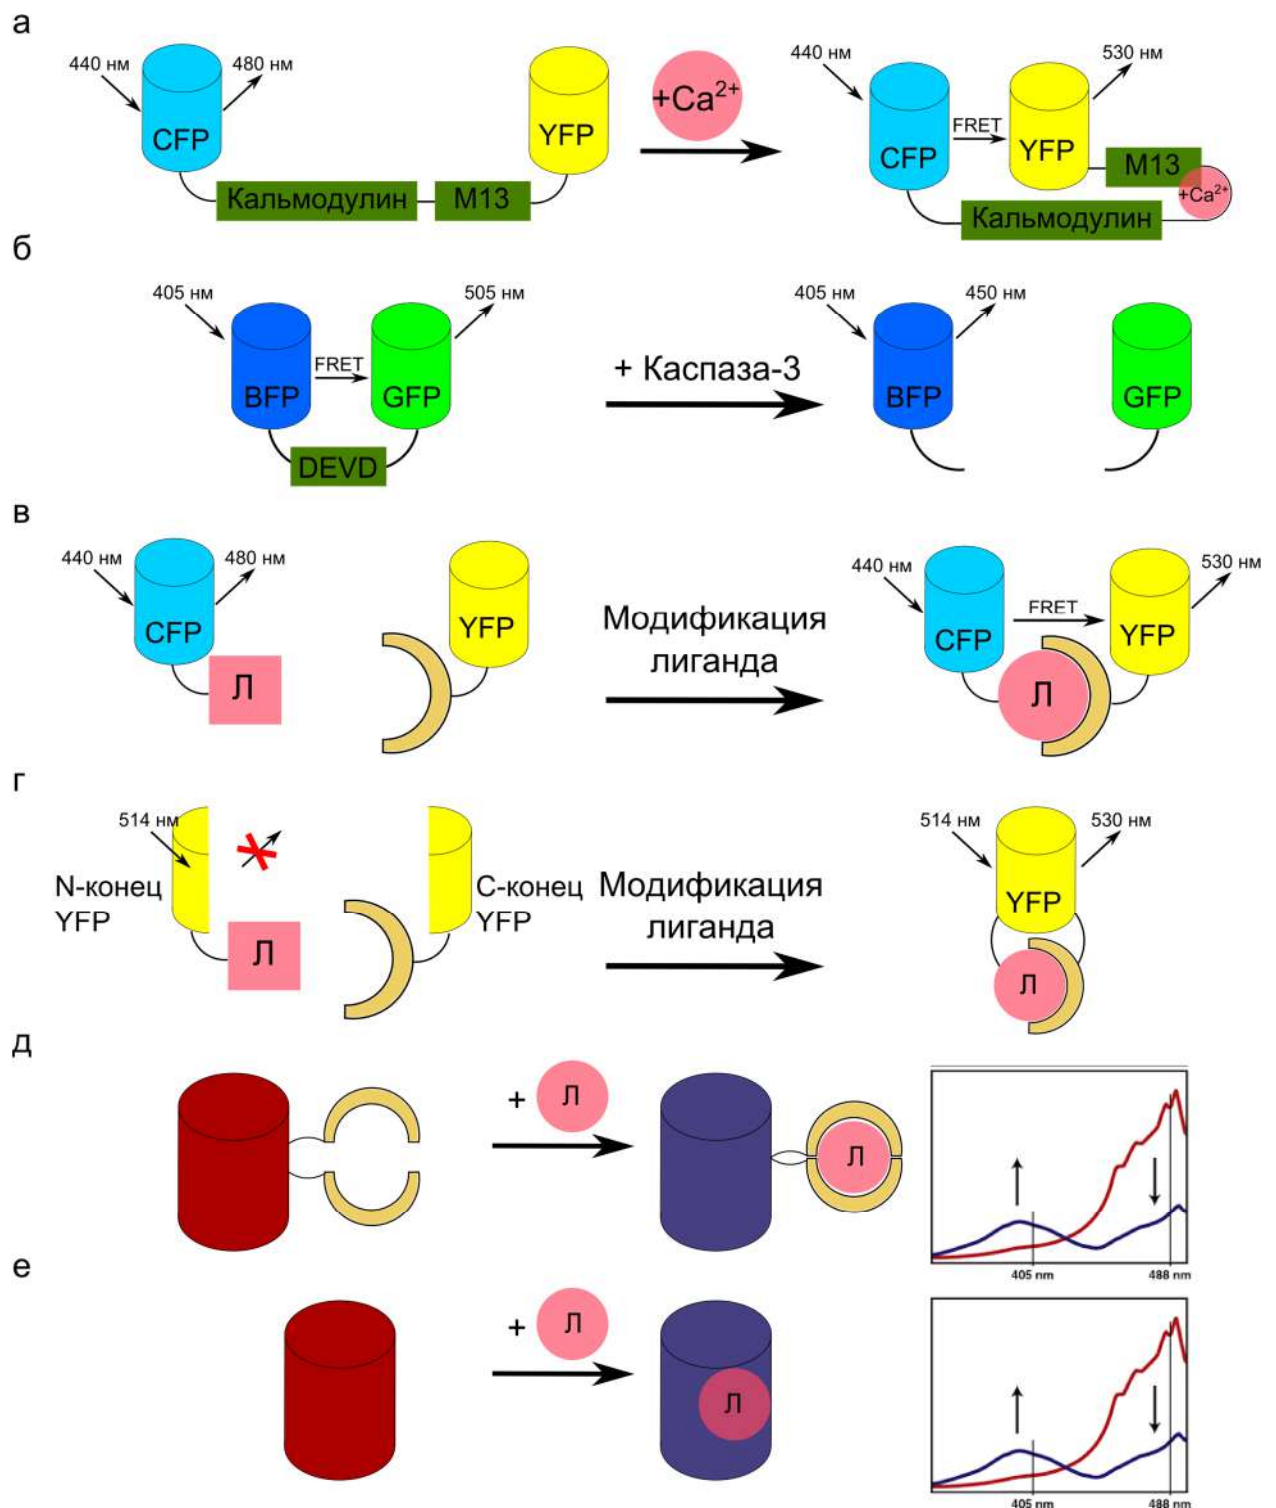 а
440 нм 480 нм
CFP
YFP
+Ca²⁺
440 нм 530 нм
CFP
FRET
YFP
М13
+Ca²⁺
Кальмодулин
Кальмодулин
М13
б
405 нм 505 нм
BFP
FRET
GFP
DEVD
+ Каспаза-3
405 нм 450 нм
BFP
GFP
в
440 нм 480 нм
CFP
Л
YFP
Модификация
лиганда
440 нм 530 нм
CFP
FRET
YFP
Л
г
514 нм
N-конец
YFP
Л
С-конец
YFP
Модификация
лиганда
514 нм 530 нм
YFP
Л
д
+ Л
Л
405 nm 488 nm
е
+ Л
Л
405 nm 488 nm